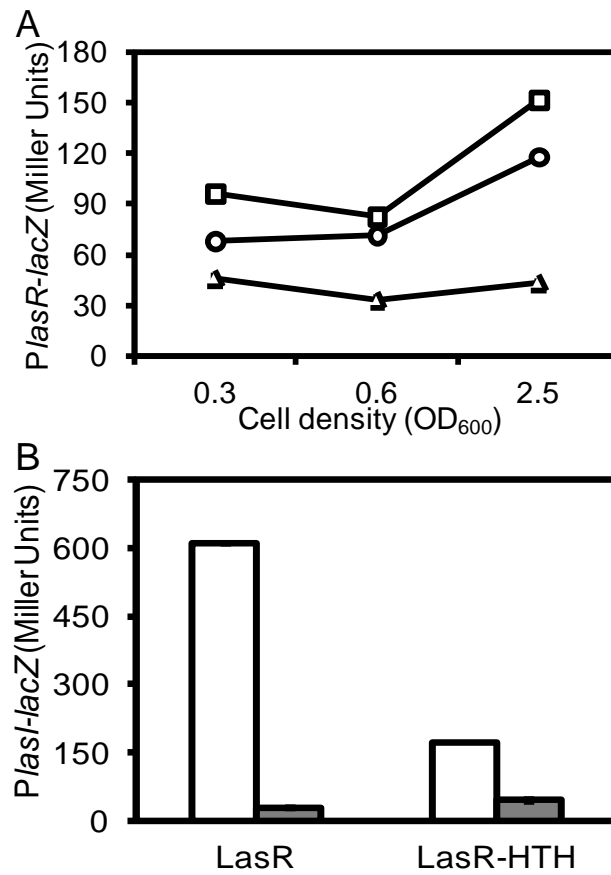 A
180
150
120
90
60
30
0
PlasR-lacZ (Miller Units)
0.3 0.6 2.5
Cell density (OD600)
B
750
600
450
300
150
0
PlasI-lacZ (Miller Units)
LasR LasR-HTH